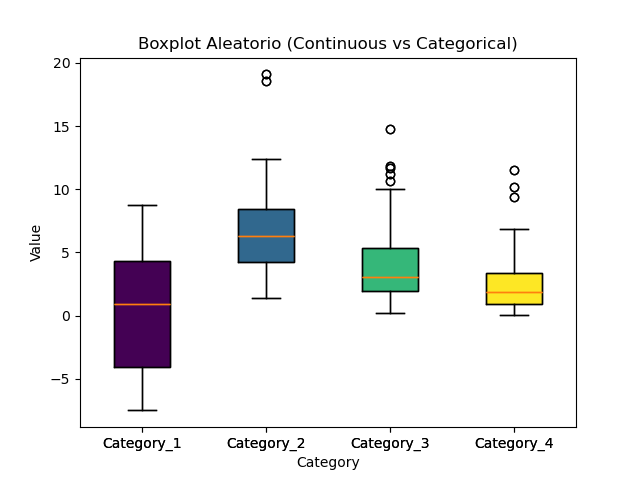 Boxplot Aleatorio (Continuous vs Categorical)
20
15
10
5
0
−5
Value
Category_1 Category_2 Category_3 Category_4
Category